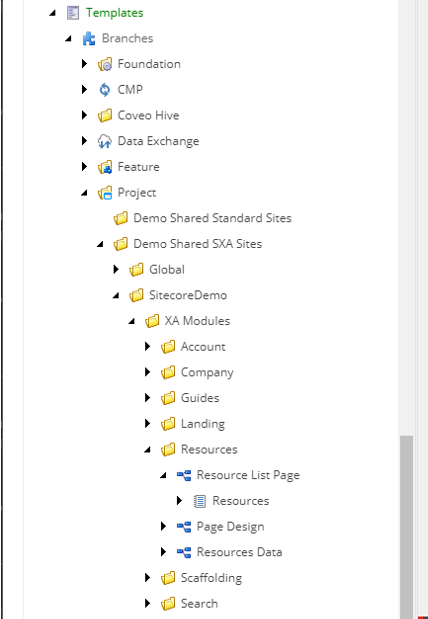 Templates
Branches
Foundation
CMP
Coveo Hive
Data Exchange
Feature
Project
Demo Shared Standard Sites
Demo Shared SXA Sites
Global
SitecoreDemo
XA Modules
Account
Company
Guides
Landing
Resources
Resource List Page
Resources
Page Design
Resources Data
Scaffolding
Search